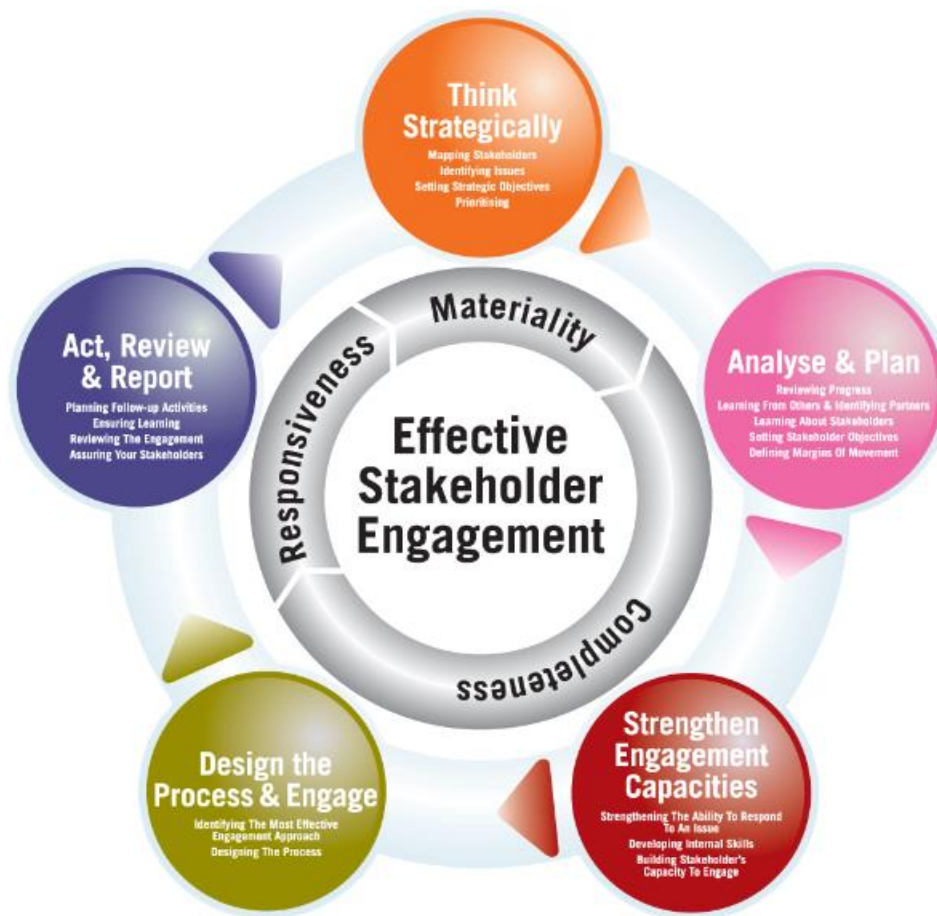 Think
Strategically
Mapping Stakeholders
Identifying Issues
Setting Strategic Objectives
Prioritising
Analyse & Plan
Reviewing Progress
Learning From Others & Identifying Partners
Learning About Stakeholders
Setting Stakeholder Objectives
Defining Margins Of Movement
Strengthen
Engagement
Capacities
Strengthening The Ability To Respond
To An Issue
Developing Internal Skills
Building Stakeholder's
Capacity To Engage
Design the
Process & Engage
Identifying The Most Effective
Engagement Approach
Designing The Process
Act, Review
& Report
Planning Follow-up Activities
Ensuring Learning
Reviewing The Engagement
Assuring Your Stakeholders
Materiality
Completeness
Responsiveness
Effective
Stakeholder
Engagement